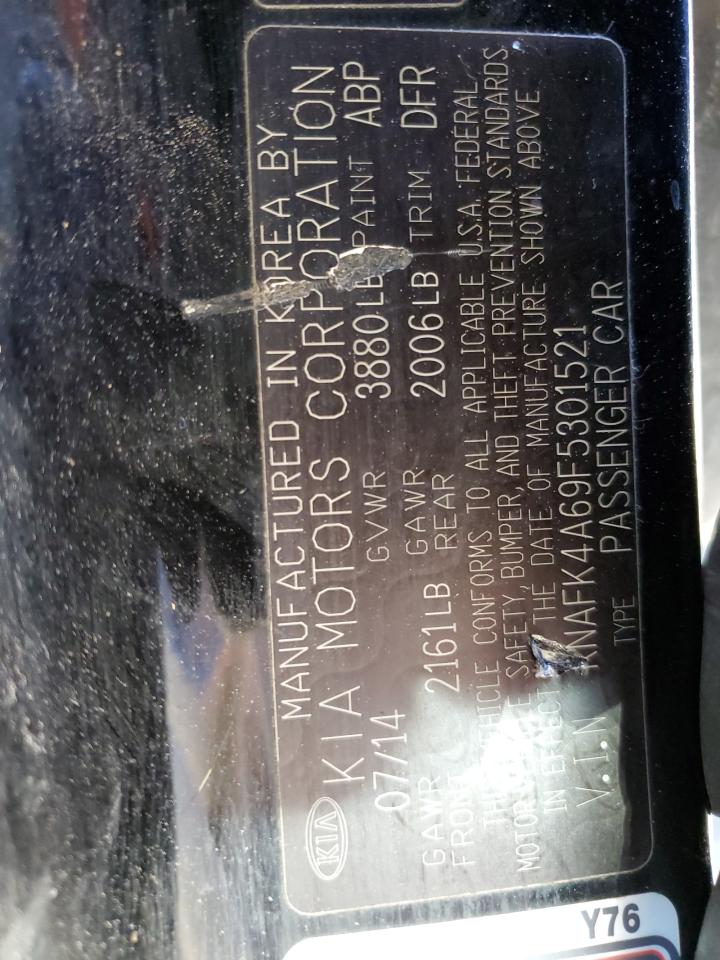 MANUFACTURED IN KOREA BY
KIA KIA MOTORS CORPORATION
07/14 GVWR 3880LB PAINT ABP
GAWR FRONT 2161LB GAWR REAR 2006LB TRIM DFR
THIS VEHICLE CONFORMS TO ALL APPLICABLE U.S.A. FEDERAL
MOTOR VEHICLE SAFETY, BUMPER, AND THEFT PREVENTION STANDARDS
IN EFFECT THE DATE OF MANUFACTURE SHOWN ABOVE
V.I.N KNAFK4A69F5301521
TYPE PASSENGER CAR
Y76